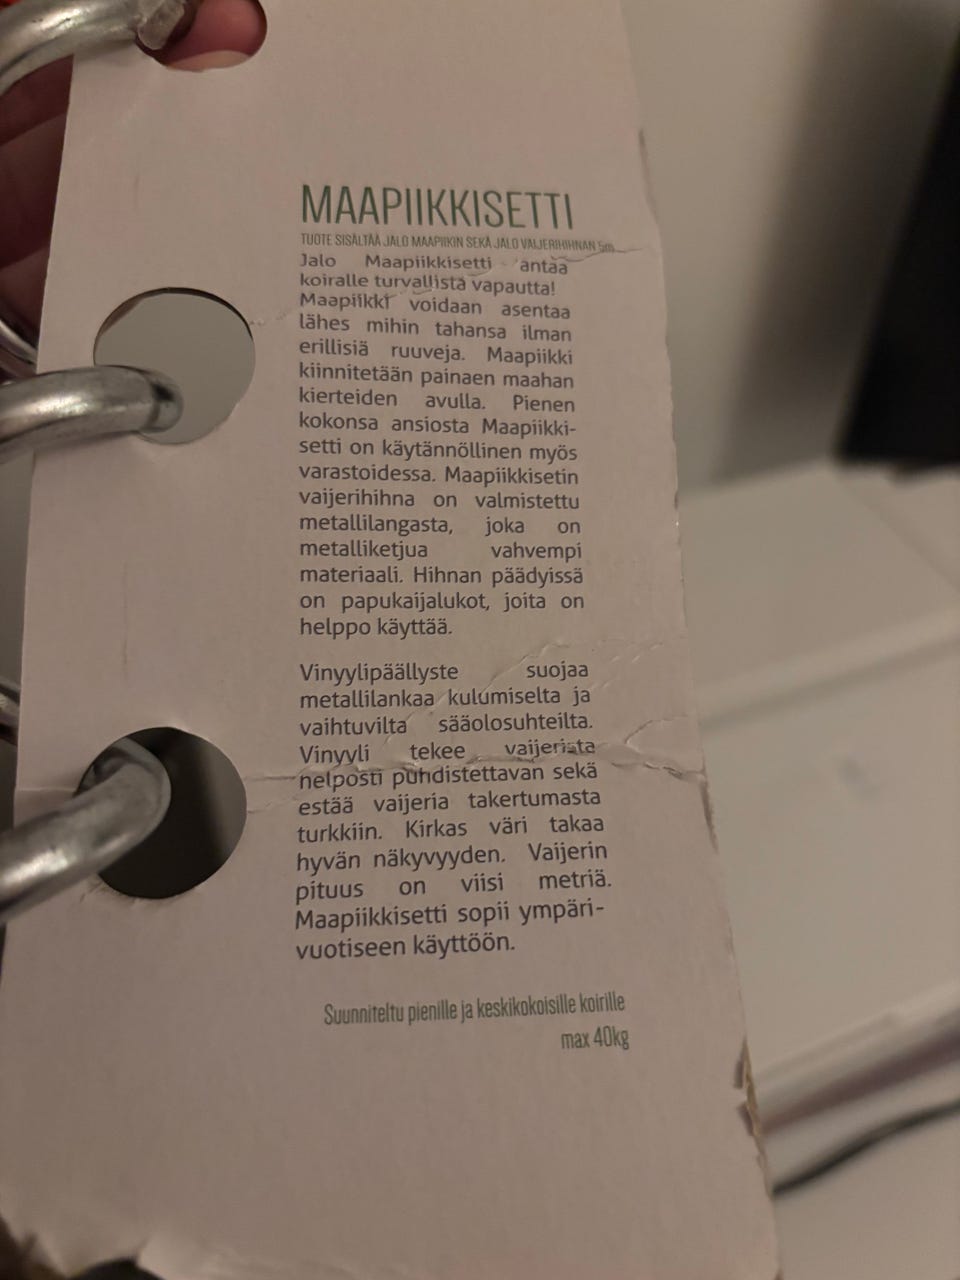 MAAPIIKKISETTI
TUOTE SISÄLTÄÄ JALO MAAPIIKIN SEKÄ JALO VAIJERIHIHNAN 5m
Jalo Maapiikkisetti antaa
koiralle turvallista vapautta!
Maapiikki voidaan asentaa
lähes mihin tahansa ilman
erillisiä ruuveja. Maapiikki
kiinnitetään painaen maahan
kierteiden avulla. Pienen
kokonsa ansiosta Maapiikki-
setti on käytännöllinen myös
varastoidessa. Maapiikkisetin
vaijerihihna on valmistettu
metallilangasta, joka on
metalliketjua vahvempi
materiaali. Hihnan päädyissä
on papukaijalukot, joita on
helppo käyttää.
Vinyylipäällyste suojaa
metallilankaa kulumiselta ja
vaihtuvilta sääolosuhteilta.
Vinyyli tekee vaijerista
helposti puhdistettavan sekä
estää vaijeria takertumasta
turkkiin. Kirkas väri takaa
hyvän näkyvyyden. Vaijerin
pituus on viisi metriä.
Maapiikkisetti sopii ympäri-
vuotiseen käyttöön.
Suunniteltu pienille ja keskikokoisille koirille
max 40kg